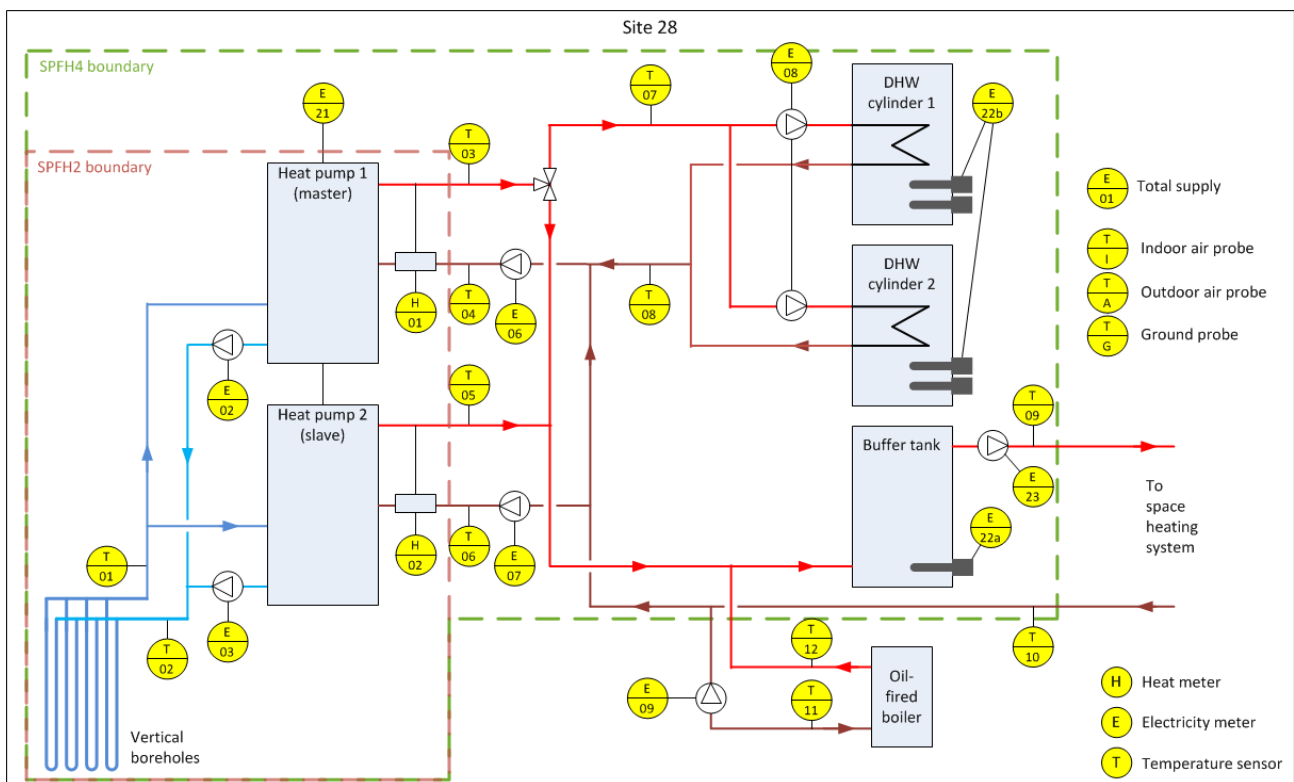 Site 28
SPFH4 boundary
SPFH2 boundary
E
21
T
03
T
07
E
08
DHW
cylinder 1
E
22b
Heat pump 1
(master)
H
01
T
04
E
06
T
08
DHW
cylinder 2
E
02
T
05
Heat pump 2
(slave)
H
02
T
06
E
07
Buffer tank
T
09
E
23
E
22a
To
space
heating
system
T
01
T
02
E
03
Vertical
boreholes
T
10
T
12
E
09
T
11
Oil-
fired
boiler
E
01
Total supply
T
I
Indoor air probe
T
A
Outdoor air probe
T
G
Ground probe
H
Heat meter
E
Electricity meter
T
Temperature sensor